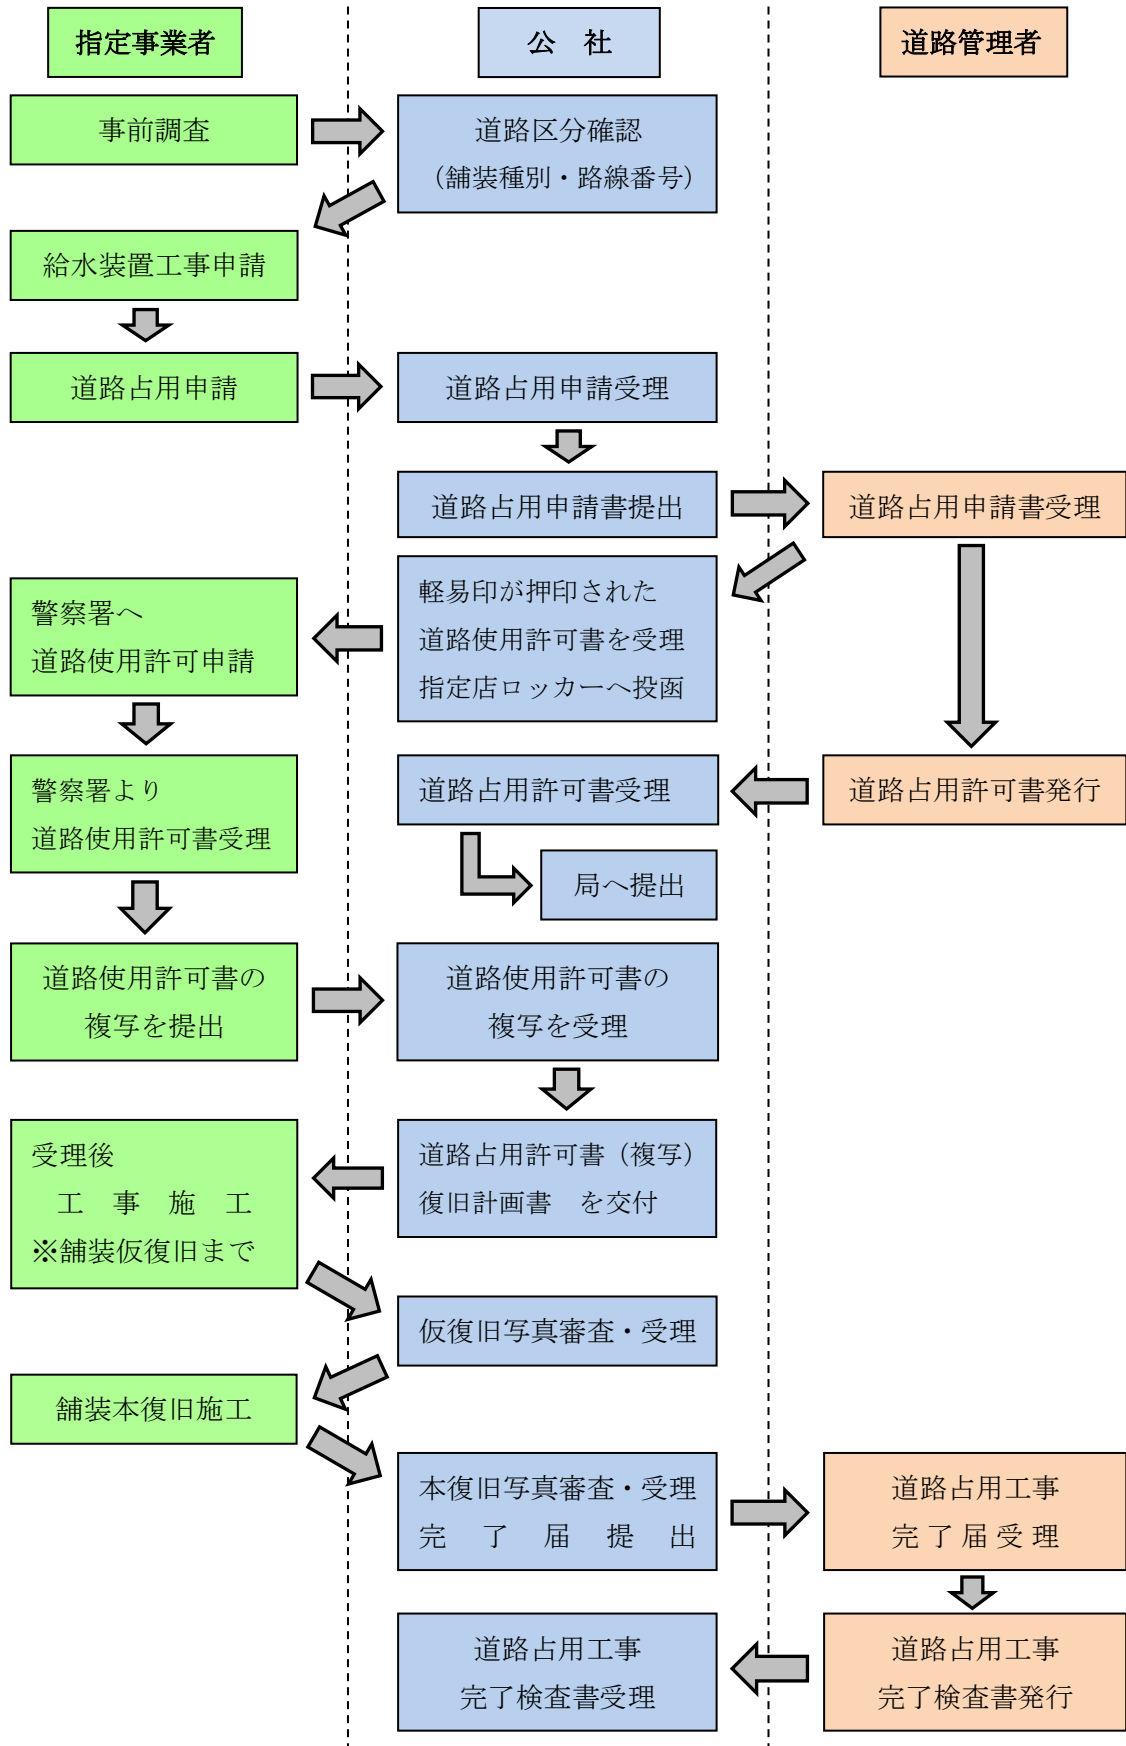 指定事業者
公　社
道路管理者
事前調査
道路区分確認
（舗装種別・路線番号）
給水装置工事申請
道路占用申請
道路占用申請受理
道路占用申請書提出
道路占用申請書受理
軽易印が押印された
道路使用許可書を受理
指定店ロッカーへ投函
警察署へ
道路使用許可申請
警察署より
道路使用許可書受理
道路占用許可書受理
道路占用許可書発行
局へ提出
道路使用許可書の
複写を提出
道路使用許可書の
複写を受理
道路占用許可書（複写）
復旧計画書　を交付
受理後
工　事　施　工
※舗装仮復旧まで
仮復旧写真審査・受理
舗装本復旧施工
本復旧写真審査・受理
完　了　届　提　出
道路占用工事
完了届受理
道路占用工事
完了検査書受理
道路占用工事
完了検査書発行